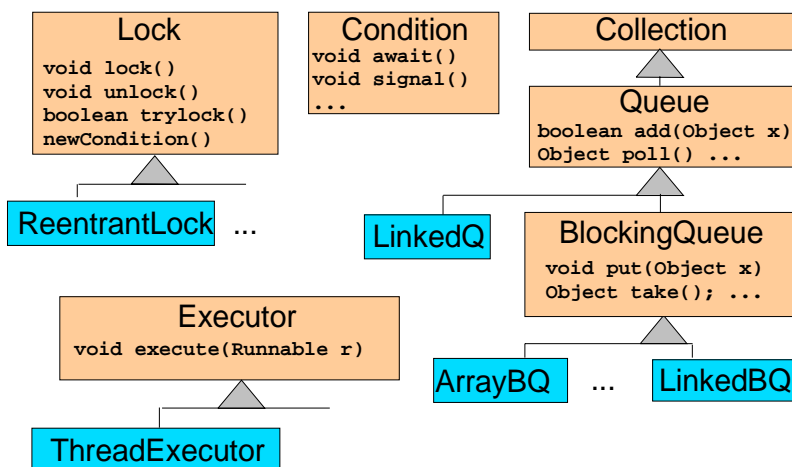 Lock
void lock()
void unlock()
boolean trylock()
newCondition()
ReentrantLock
...
Condition
void await()
void signal()
...
Collection
Queue
boolean add(Object x)
Object poll() ...
LinkedQ
BlockingQueue
void put(Object x)
Object take(); ...
ArrayBQ
...
LinkedBQ
Executor
void execute(Runnable r)
ThreadExecutor